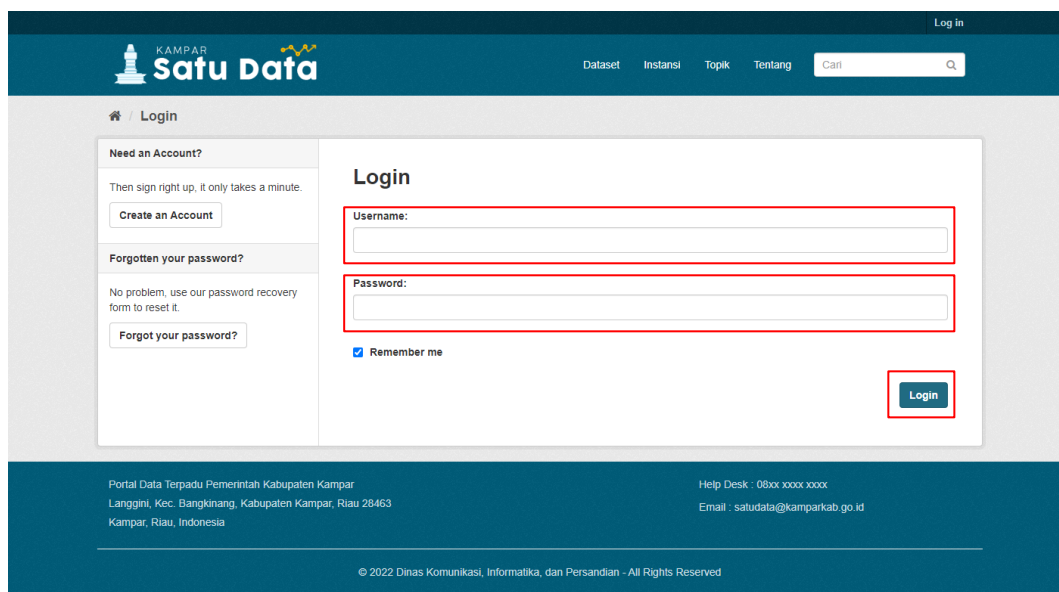 Log in
KAMPAR
Satu Data
Dataset Instansi Topik Tentang Cari
/ Login
Need an Account?
Then sign right up, it only takes a minute.
Create an Account
Forgotten your password?
No problem, use our password recovery
form to reset it.
Forgot your password?
Login
Username:
Password:
Remember me
Login
Portal Data Terpadu Pemerintah Kabupaten Kampar
Langgini, Kec. Bangkinang, Kabupaten Kampar, Riau 28463
Kampar, Riau, Indonesia
Help Desk : 08xx xxxx xxxx
Email : satudata@kamparkab.go.id
© 2022 Dinas Komunikasi, Informatika, dan Persandian - All Rights Reserved